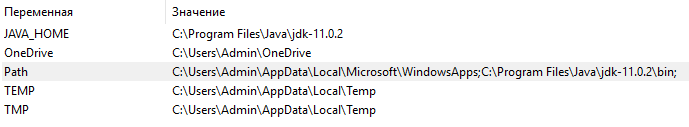 Переменная Значение
JAVA_HOME C:\Program Files\Java\jdk-11.0.2
OneDrive C:\Users\Admin\OneDrive
Path C:\Users\Admin\AppData\Local\Microsoft\WindowsApps;C:\Program Files\Java\jdk-11.0.2\bin;
TEMP C:\Users\Admin\AppData\Local\Temp
TMP C:\Users\Admin\AppData\Local\Temp